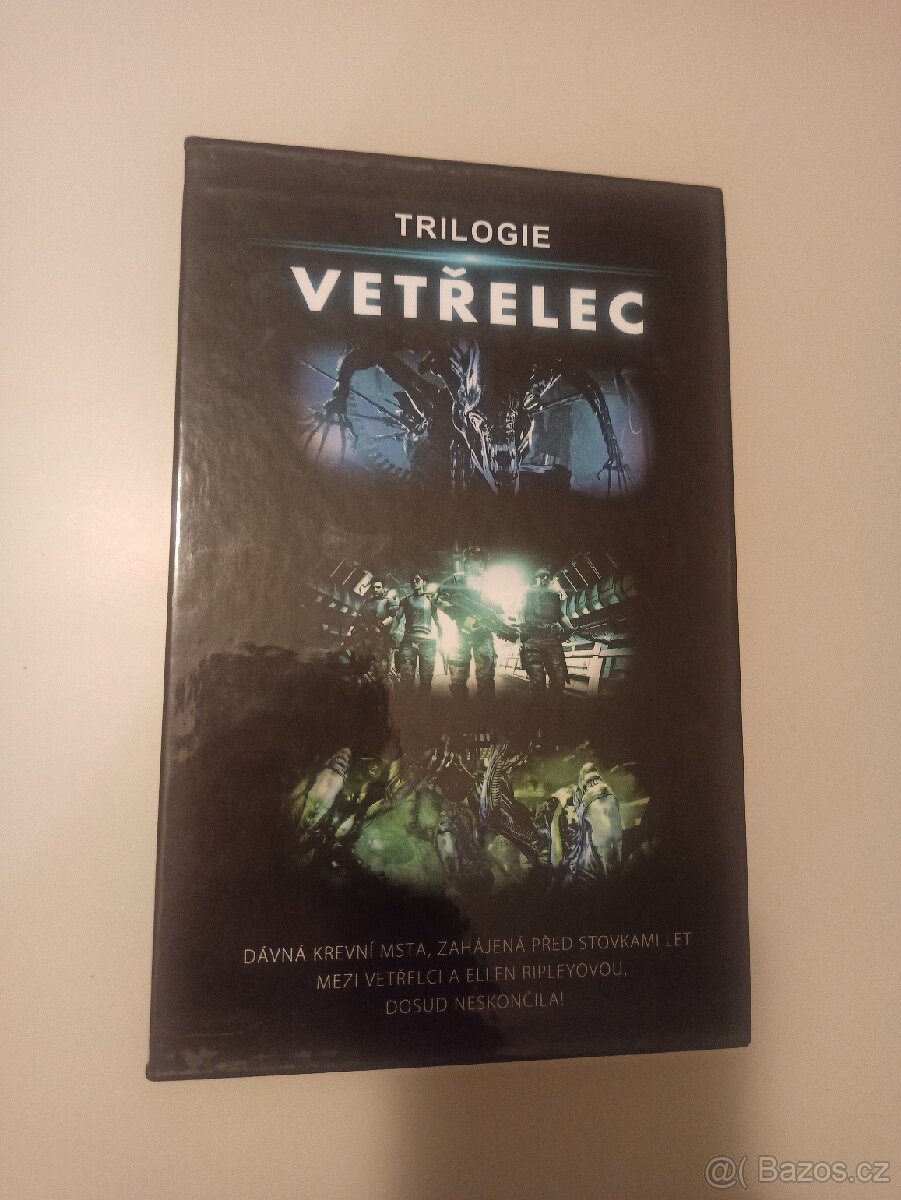 TRILOGIE
VETŘELEC
DÁVNÁ KREVNÍ MSTA, ZAHÁJENÁ PŘED STOVKAMI LET
MEZI VETŘELCI A ELLEN RIPLEYOVOU,
DOSUD NESKONČILA!
@( Bazos.cz